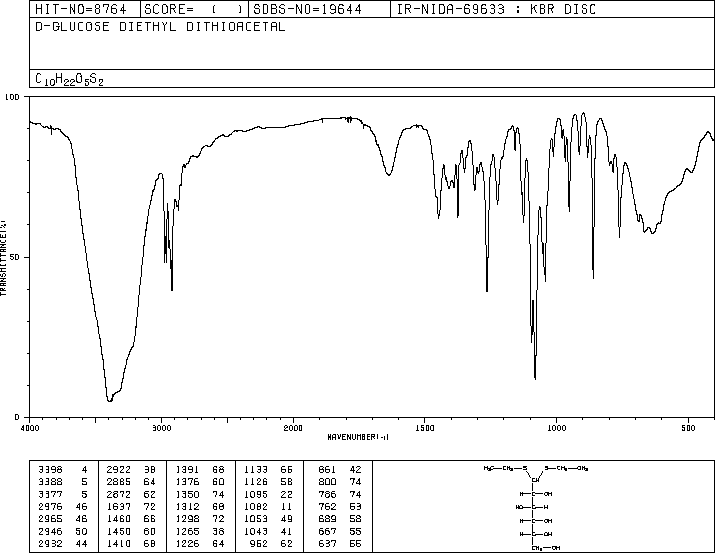 HIT-NO=8764 SCORE= ( ) SDBS-NO=19644 IR-NIDA-69633 : KBR DISC
D-GLUCOSE DIETHYL DITHIOACETAL
C10H22O5S2
100
50
0
TRANSMITTANCE(%)
4000 3000 2000 1500 1000 500
WAVENUMBER(-1)
3398 4 2922 38 1391 68 1133 66 861 42
3388 5 2885 64 1376 60 1126 58 800 74
3377 5 2872 62 1350 74 1095 22 786 74
2976 46 1637 72 1312 68 1082 11 762 53
2965 46 1460 66 1298 72 1053 49 689 58
2946 50 1450 60 1265 38 1043 41 667 55
2932 44 1410 68 1226 64 952 62 637 55
H3C CH2 S S CH2 CH3
CH
H OH
HO H
H OH
H OH
CH2 OH